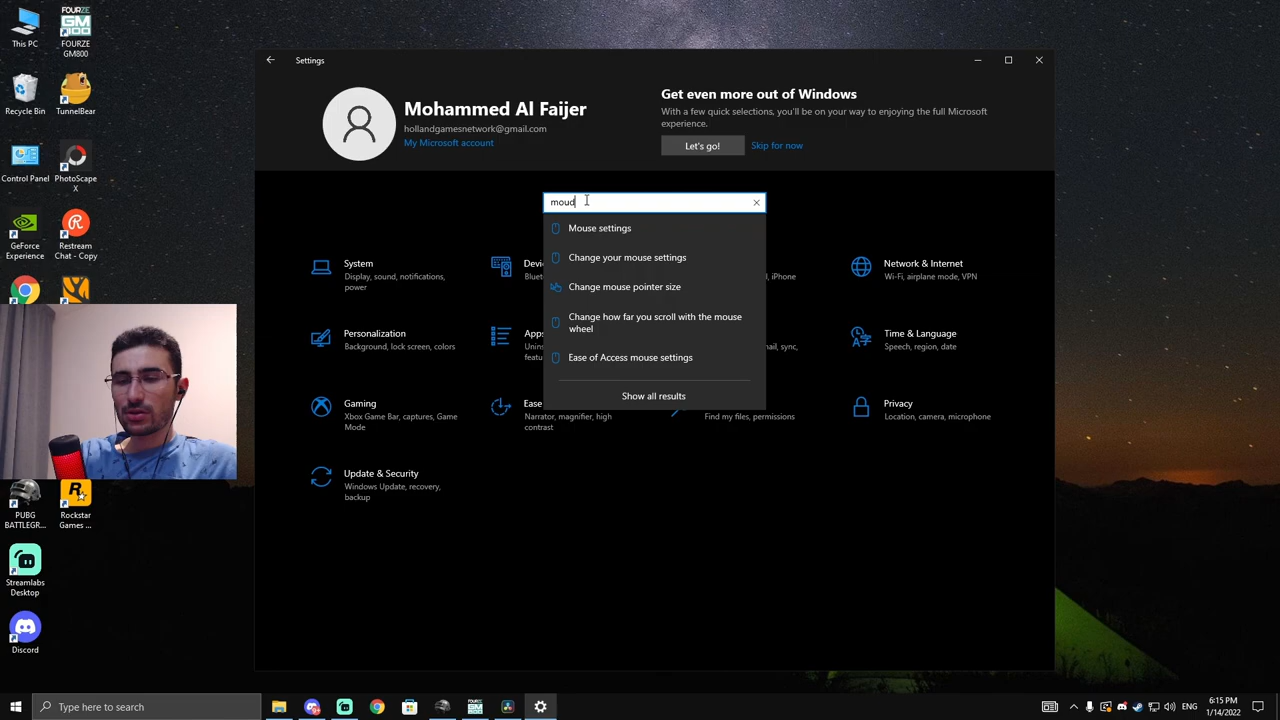 This PC
FOURZE
GM800
FOURZE
GM800
Recycle Bin
TunnelBear
Control Panel
PhotoScape
X
GeForce
Experience
Restream
Chat - Copy
PUBG
BATTLEGR...
Rockstar
Games ...
Streamlabs
Desktop
Discord
Settings
Mohammed Al Faijer
hollandgamesnetwork@gmail.com
My Microsoft account
Get even more out of Windows
With a few quick selections, you'll be on your way to enjoying the full Microsoft
experience.
Let's go!
Skip for now
moud
Mouse settings
Change your mouse settings
Change mouse pointer size
Change how far you scroll with the mouse
wheel
Ease of Access mouse settings
Show all results
System
Display, sound, notifications,
power
Devi
Bluet
l, iPhone
Network & Internet
Wi-Fi, airplane mode, VPN
Personalization
Background, lock screen, colors
Apps
Unins
featu
nail, sync,
Time & Language
Speech, region, date
Gaming
Xbox Game Bar, captures, Game
Mode
Ease
Narrator, magnifier, high
contrast
Find my files, permissions
Privacy
Location, camera, microphone
Update & Security
Windows Update, recovery,
backup
Type here to search
ENG
6:15 PM
1/14/2022